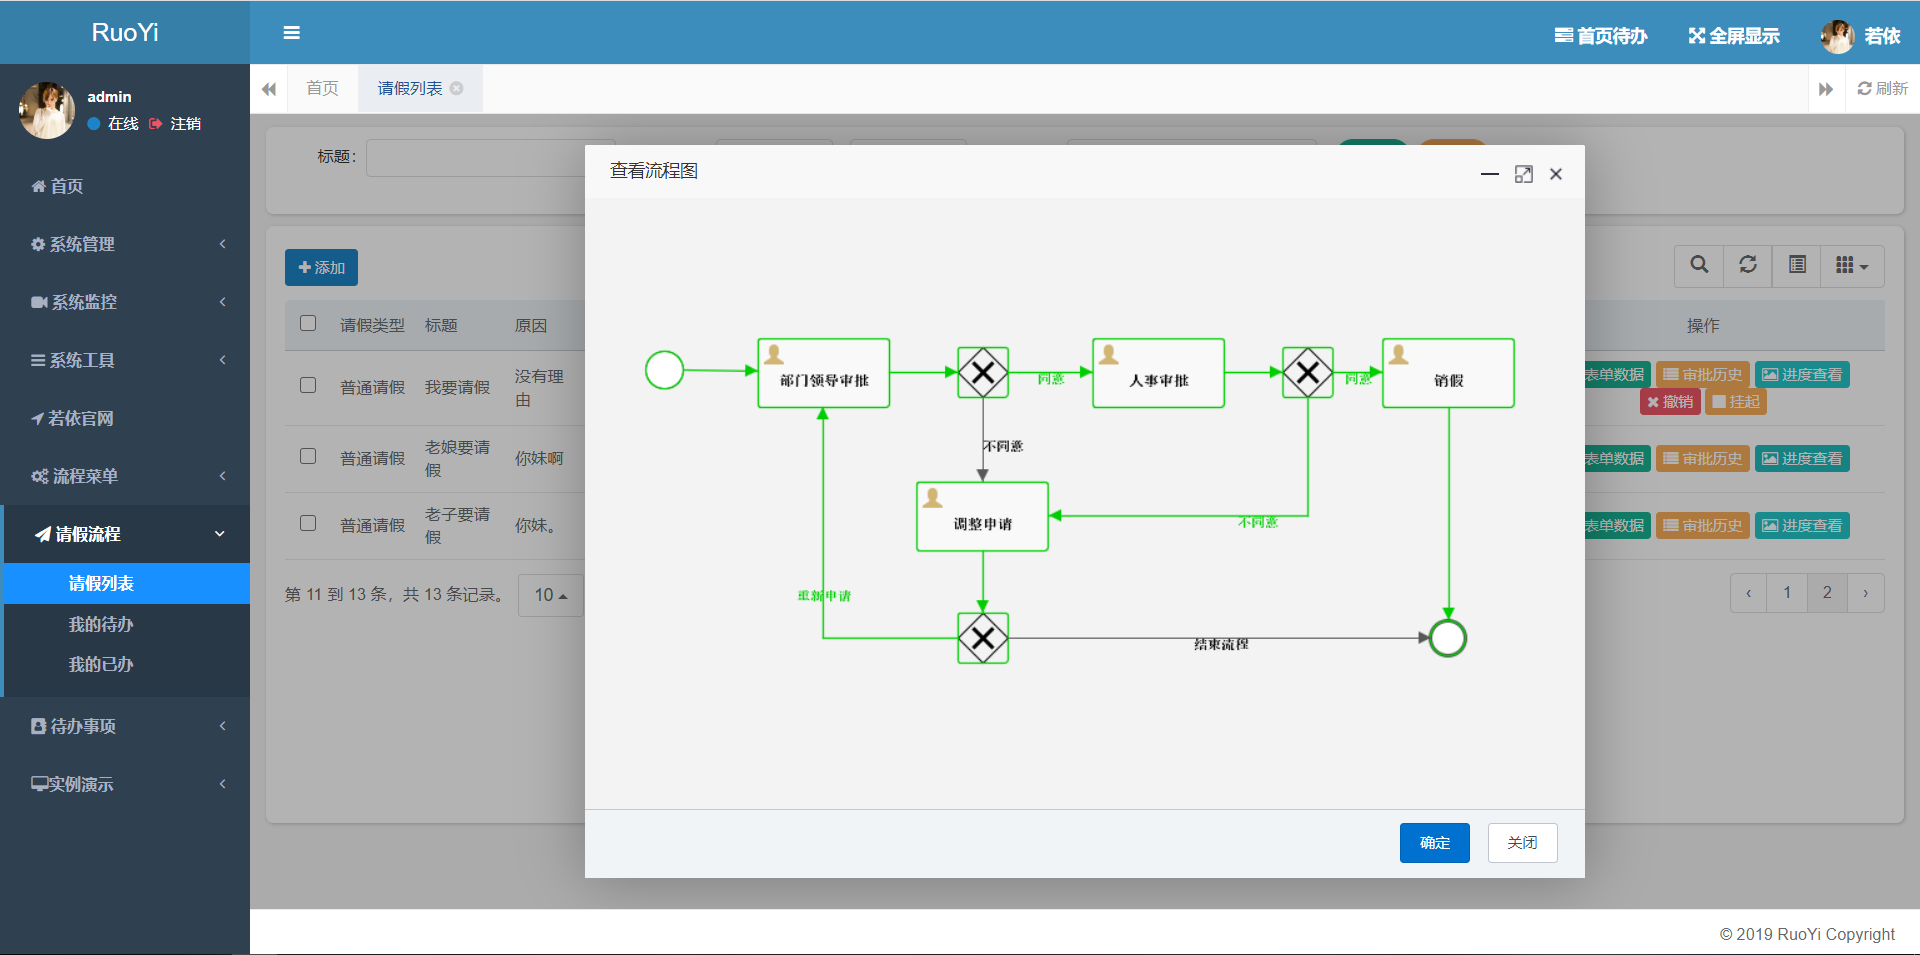 RuoYi
首页待办
全屏显示
若依
admin
在线
注销
首页
请假列表
刷新
首页
系统管理
系统监控
系统工具
若依官网
流程菜单
请假流程
请假列表
我的待办
我的已办
待办事项
实例演示
标题：
添加
请假类型 标题 原因 操作
普通请假 我要请假 没有理由 表单数据 审批历史 进度查看
撤销 挂起
普通请假 老娘要请假 你妹啊 表单数据 审批历史 进度查看
普通请假 老子要请假 你妹。 表单数据 审批历史 进度查看
第 11 到 13 条，共 13 条记录。 10
‹ 1 2 ›
查看流程图
部门领导审批
同意
人事审批
同意
销假
不同意
调整申请
不同意
重新申请
结束流程
确定
关闭
© 2019 RuoYi Copyright